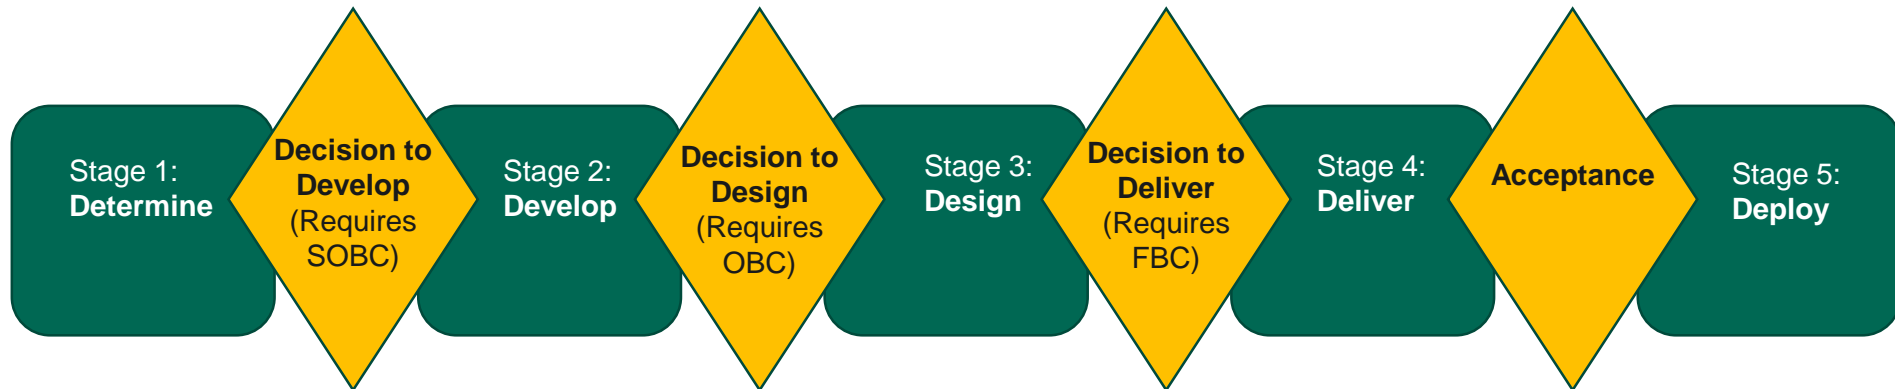 Stage 1:
Determine
Decision to
Develop
(Requires
SOBC)
Stage 2:
Develop
Decision to
Design
(Requires
OBC)
Stage 3:
Design
Decision to
Deliver
(Requires
FBC)
Stage 4:
Deliver
Acceptance
Stage 5:
Deploy